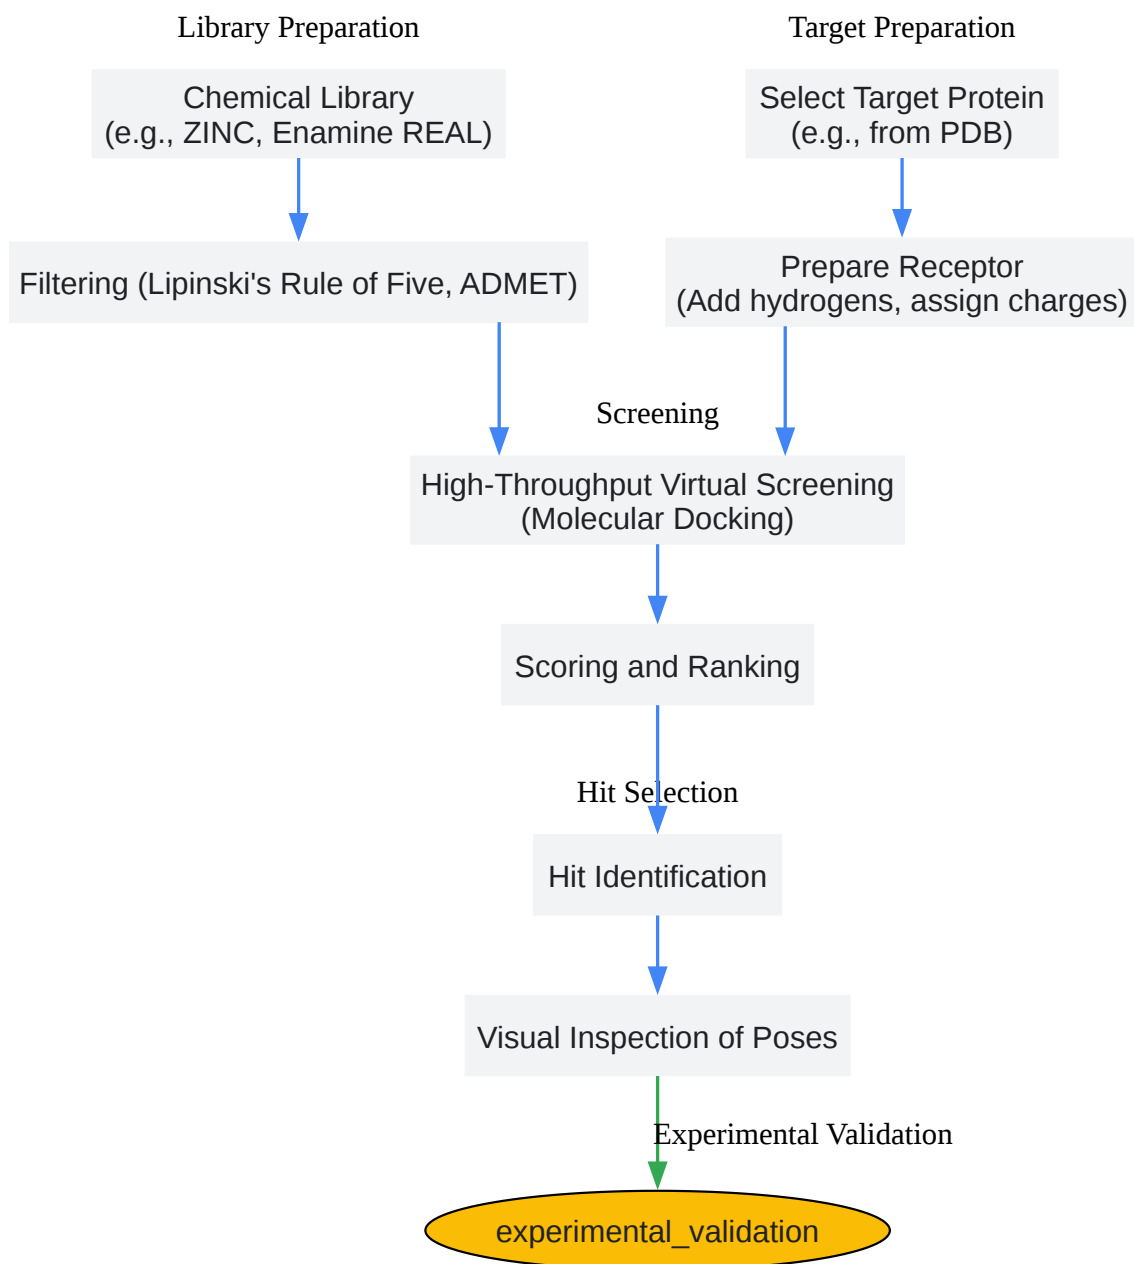 Library Preparation
Target Preparation
Chemical Library
(e.g., ZINC, Enamine REAL)
Select Target Protein
(e.g., from PDB)
Filtering (Lipinski's Rule of Five, ADMET)
Prepare Receptor
(Add hydrogens, assign charges)
Screening
High-Throughput Virtual Screening
(Molecular Docking)
Scoring and Ranking
Hit Selection
Hit Identification
Visual Inspection of Poses
Experimental Validation
experimental_validation